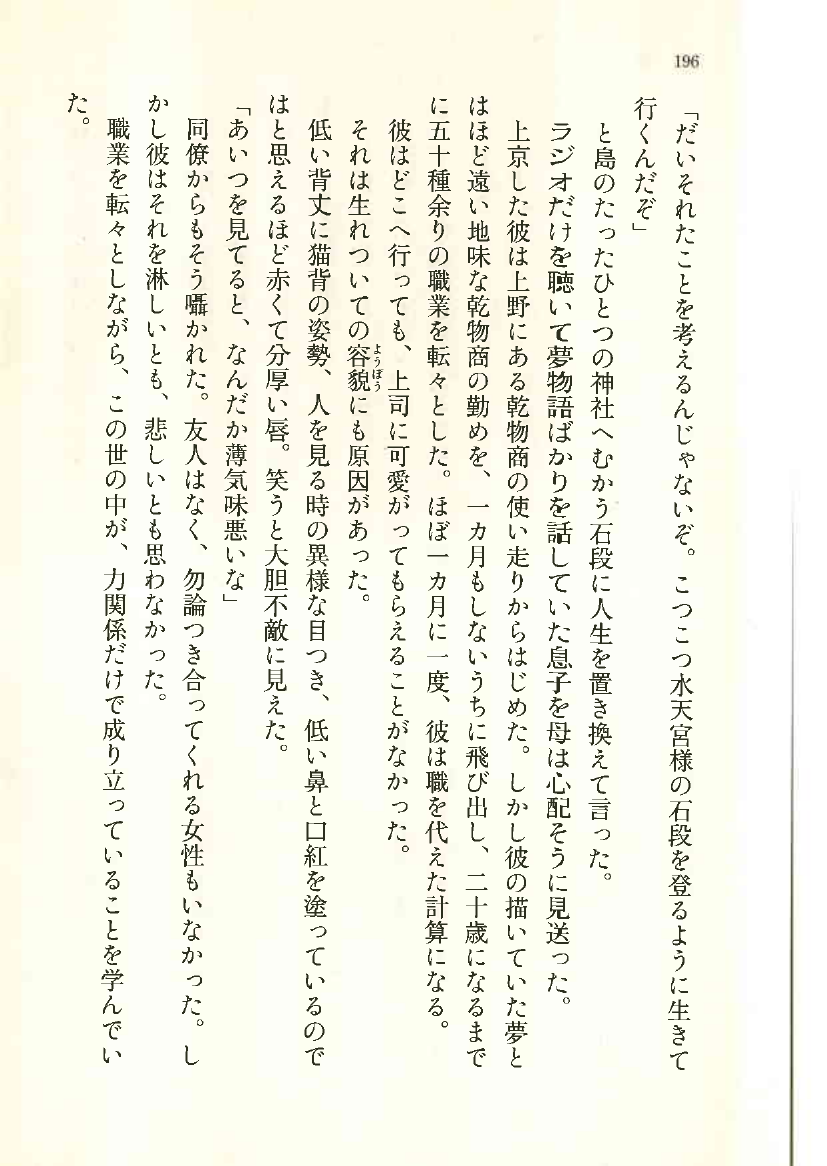 196
「だいそれたことを考えるんじゃないぞ。こつこつ水天宮様の石段を登るように生きて
行くんだぞ」
と島のたったひとつの神社へむかう石段に人生を置き換えて言った。
ラジオだけを聴いて夢物語ばかりを話していた息子を母は心配そうに見送った。
上京した彼は上野にある乾物商の使い走りからはじめた。しかし彼の描いていた夢と
はほど遠い地味な乾物商の勤めを、一カ月もしないうちに飛び出し、二十歳になるまで
に五十種余りの職業を転々とした。ほぼ一カ月に一度、彼は職を代えた計算になる。
彼はどこへ行っても、上司に可愛がってもらえることがなかった。
それは生れついての容貌にも原因があった。
ようぼう
低い背丈に猫背の姿勢、人を見る時の異様な目つき、低い鼻と口紅を塗っているので
はと思えるほど赤くて分厚い唇。笑うと大胆不敵に見えた。
「あいつを見てると、なんだか薄気味悪いな」
同僚からもそう囁かれた。友人はなく、勿論つき合ってくれる女性もいなかった。し
かし彼はそれを淋しいとも、悲しいとも思わなかった。
職業を転々としながら、この世の中が、力関係だけで成り立っていることを学んでい
た。